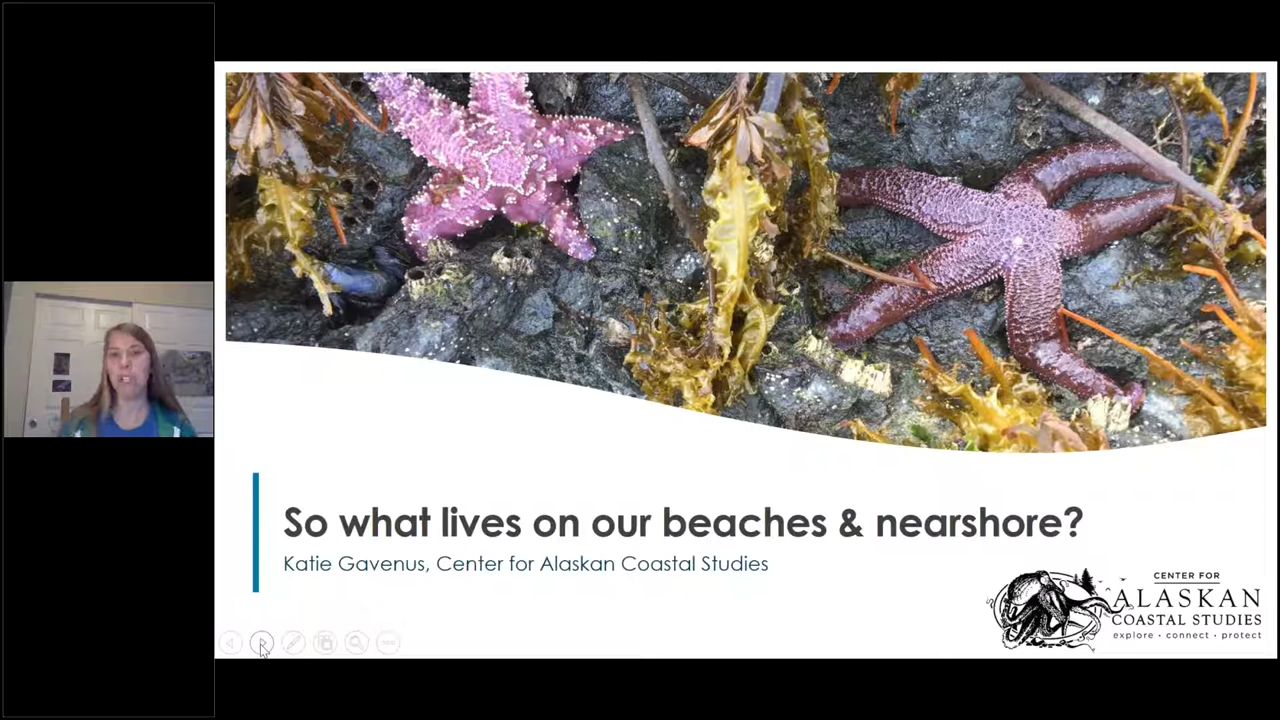 So what lives on our beaches & nearshore?
Katie Gavenus, Center for Alaskan Coastal Studies
CENTER FOR
ALASKAN
COASTAL STUDIES
explore · connect · protect